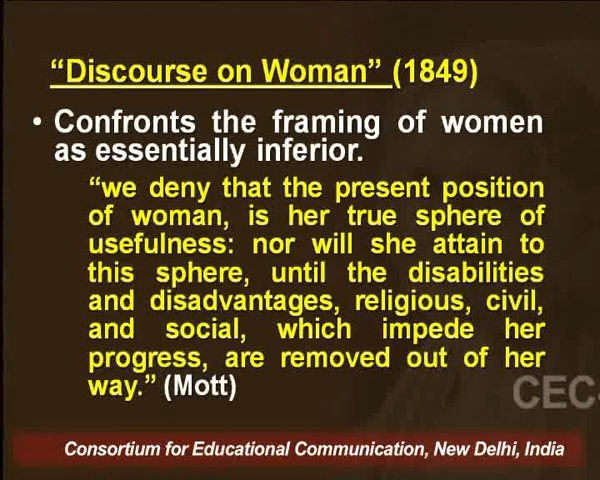 “Discourse on Woman” (1849)
• Confronts the framing of women
as essentially inferior.
“we deny that the present position
of woman, is her true sphere of
usefulness: nor will she attain to
this sphere, until the disabilities
and disadvantages, religious, civil,
and social, which impede her
progress, are removed out of her
way.” (Mott)
CEC-
Consortium for Educational Communication, New Delhi, India